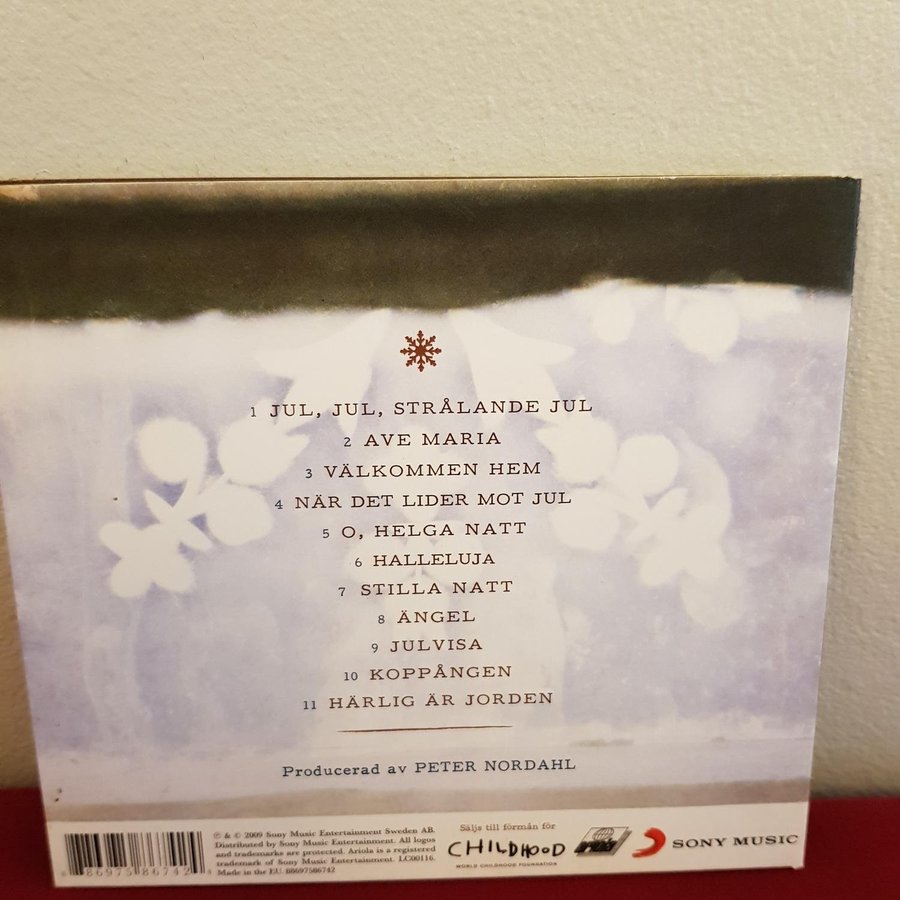 1 JUL, JUL, STRÅLANDE JUL
2 AVE MARIA
3 VÄLKOMMEN HEM
4 NÄR DET LIDER MOT JUL
5 O, HELGA NATT
6 HALLELUJA
7 STILLA NATT
8 ÄNGEL
9 JULVISA
10 KOPPÅNGEN
11 HÄRLIG ÄR JORDEN
Producerad av PETER NORDAHL
℗ & © 2009 Sony Music Entertainment Sweden AB.
Distributed by Sony Music Entertainment. All logos
and trademarks are protected. Ariola is a registered
trademark of Sony Music Entertainment. LC00116.
Made in the EU. 88697586742
86975 86742
Säljs till förmån för
CHILDHOOD
WORLD CHILDHOOD FOUNDATION
SONY MUSIC